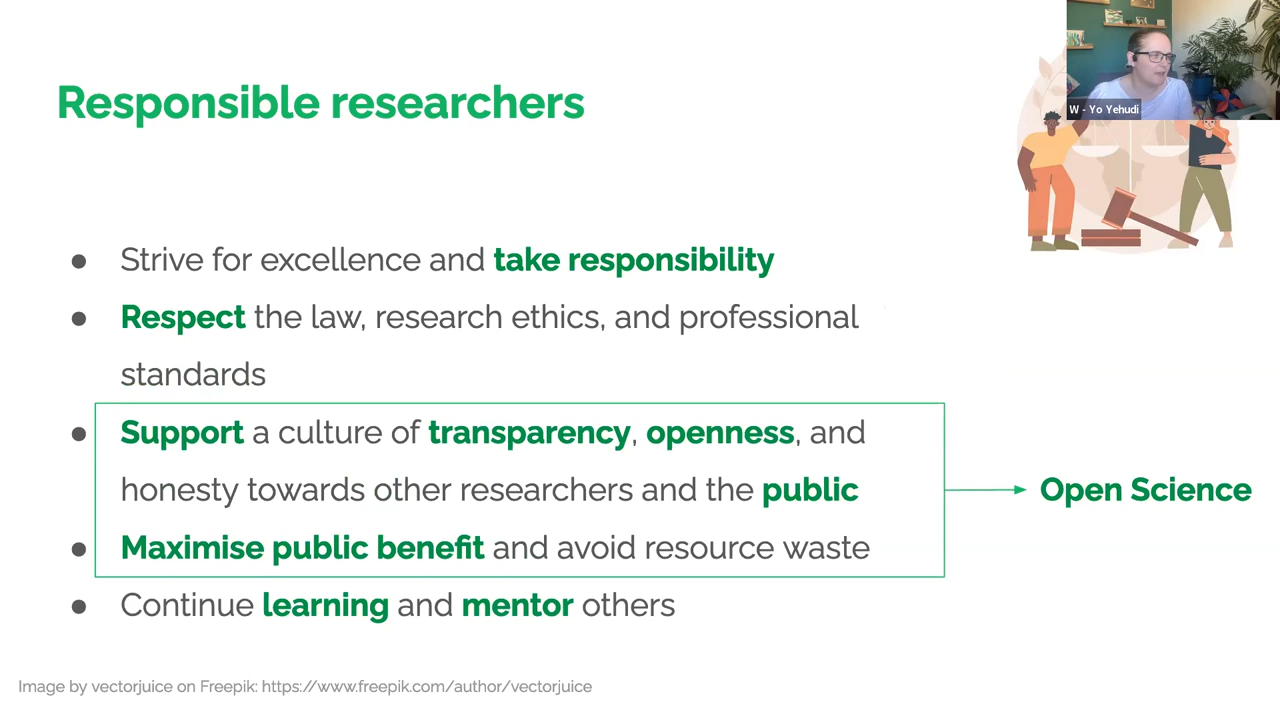 W - Yo Yehudi
Responsible researchers
● Strive for excellence and take responsibility
● Respect the law, research ethics, and professional
standards
● Support a culture of transparency, openness, and
honesty towards other researchers and the public
Open Science
● Maximise public benefit and avoid resource waste
● Continue learning and mentor others
Image by vectorjuice on Freepik: https://www.freepik.com/author/vectorjuice